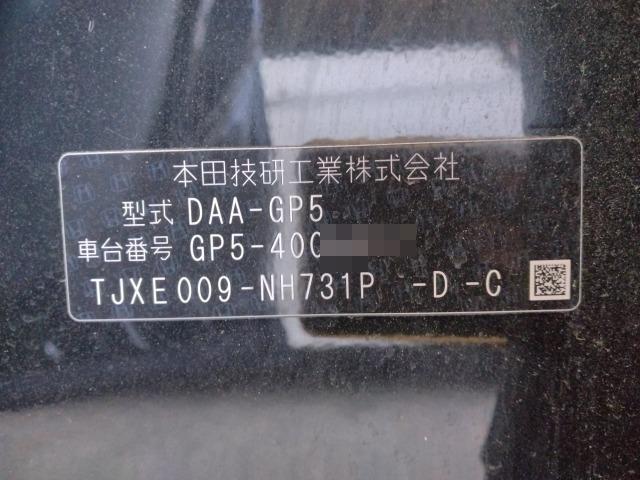 本田技研工業株式会社
型式 DAA-GP5
車台番号 GP5-400
TJXE009-NH731P -D -C